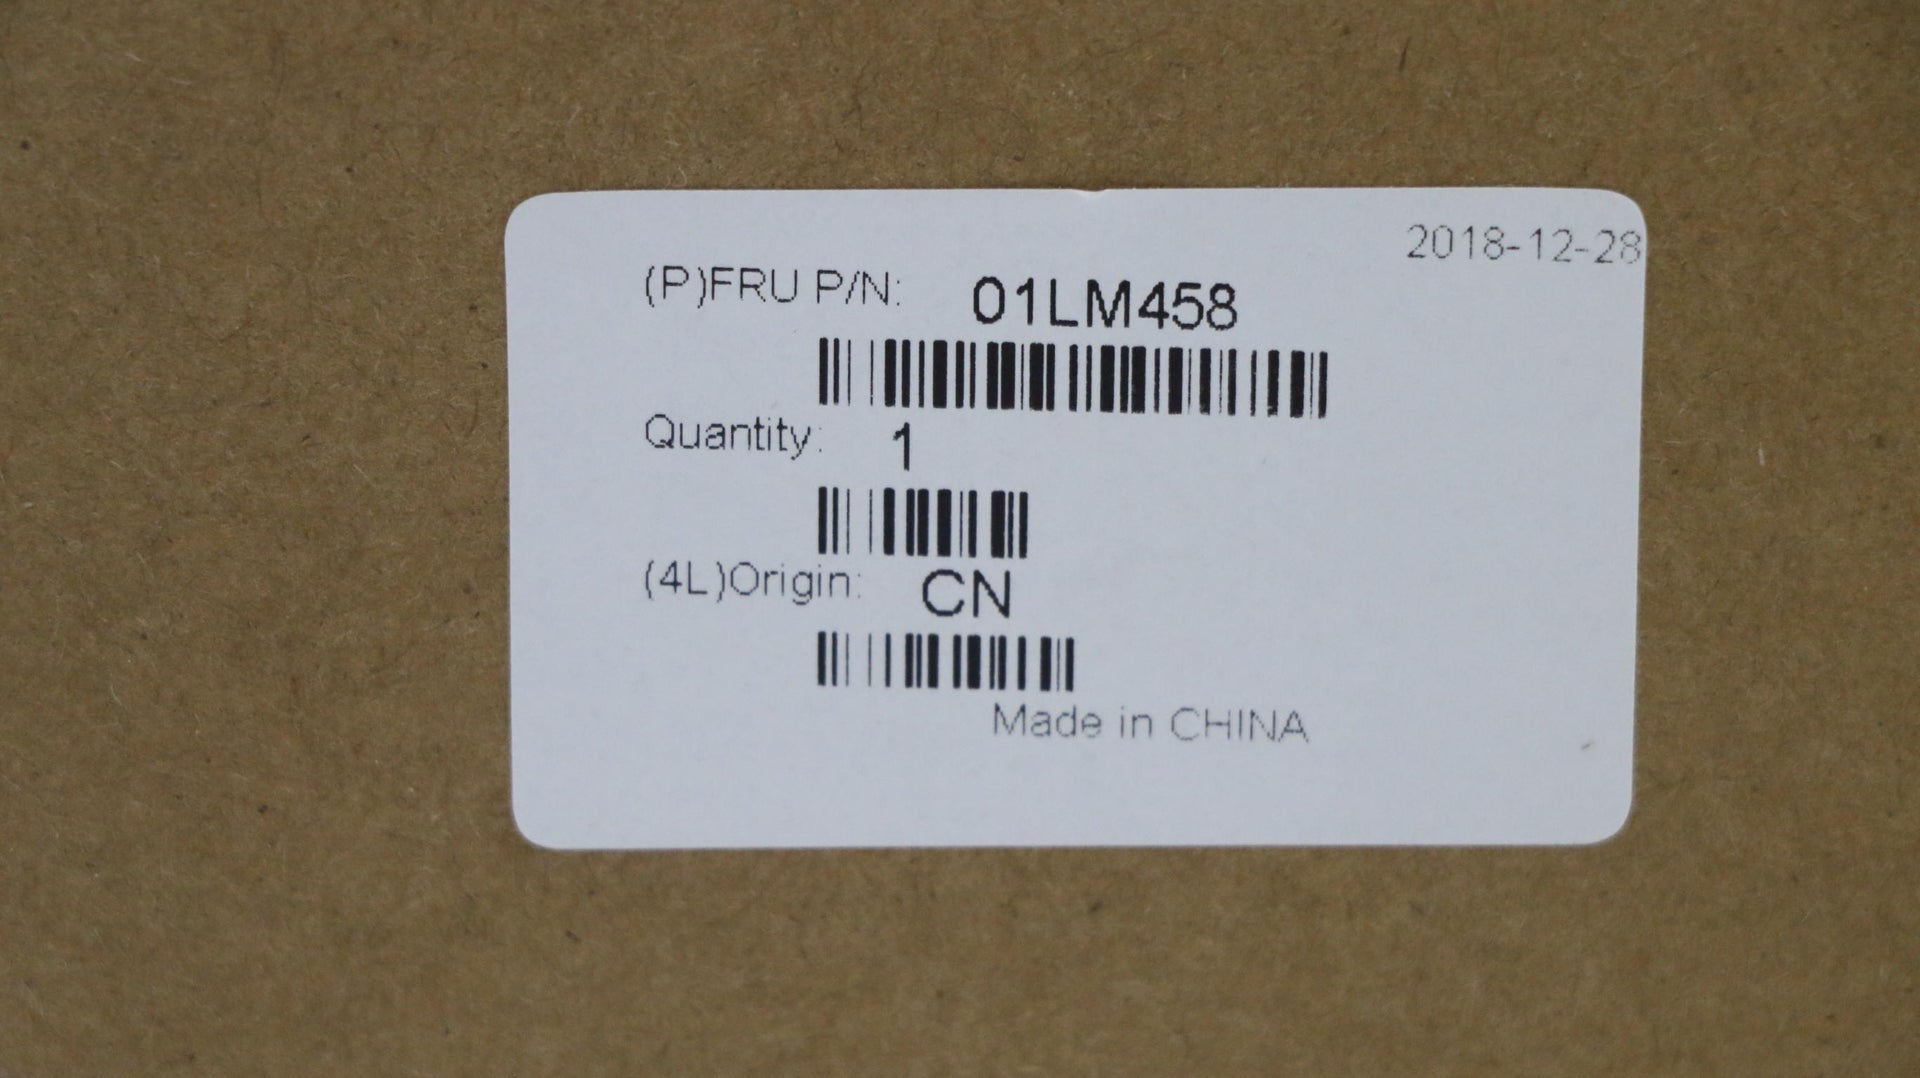 2018-12-28
(P)FRU P/N: 01LM458
Quantity: 1
(4L)Origin: CN
Made in CHINA